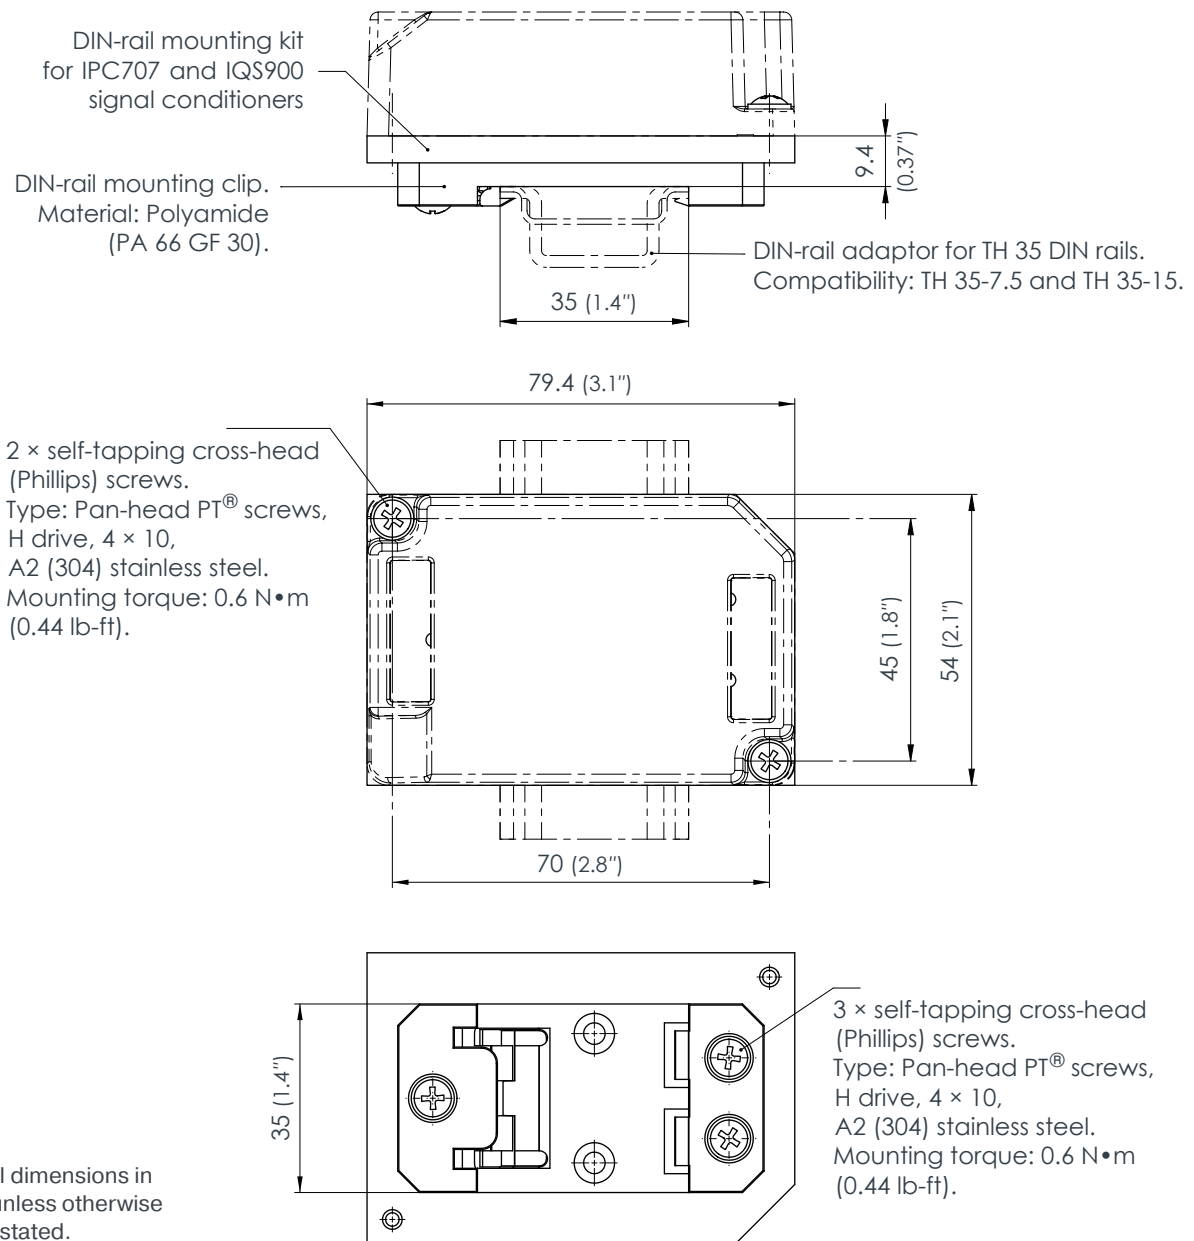 DIN-rail mounting kit
for IPC707 and IQS900
signal conditioners
9.4
(0.37")
DIN-rail mounting clip.
Material: Polyamide
(PA 66 GF 30).
DIN-rail adaptor for TH 35 DIN rails.
Compatibility: TH 35-7.5 and TH 35-15.
35 (1.4")
79.4 (3.1")
2 × self-tapping cross-head
(Phillips) screws.
Type: Pan-head PT® screws,
H drive, 4 × 10,
A2 (304) stainless steel.
Mounting torque: 0.6 N•m
(0.44 lb-ft).
45 (1.8")
54 (2.1")
70 (2.8")
35 (1.4")
3 × self-tapping cross-head
(Phillips) screws.
Type: Pan-head PT® screws,
H drive, 4 × 10,
A2 (304) stainless steel.
Mounting torque: 0.6 N•m
(0.44 lb-ft).
dimensions in
unless otherwise
stated.